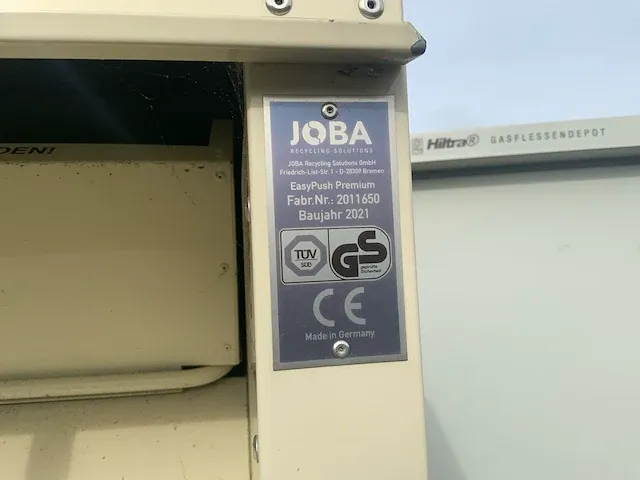 DEN!
JOBA
RECYCLING SOLUTIONS
JOBA Recycling Solutions GmbH
Friedrich-List-Str. 1 - D-28309 Bremen
EasyPush Premium
Fabr.Nr.: 2011650
Baujahr 2021
TÜV
SÜD
GS
geprüfte
Sicherheit
CE
Made in Germany
Hiltra® GASFLESSENDEPOT